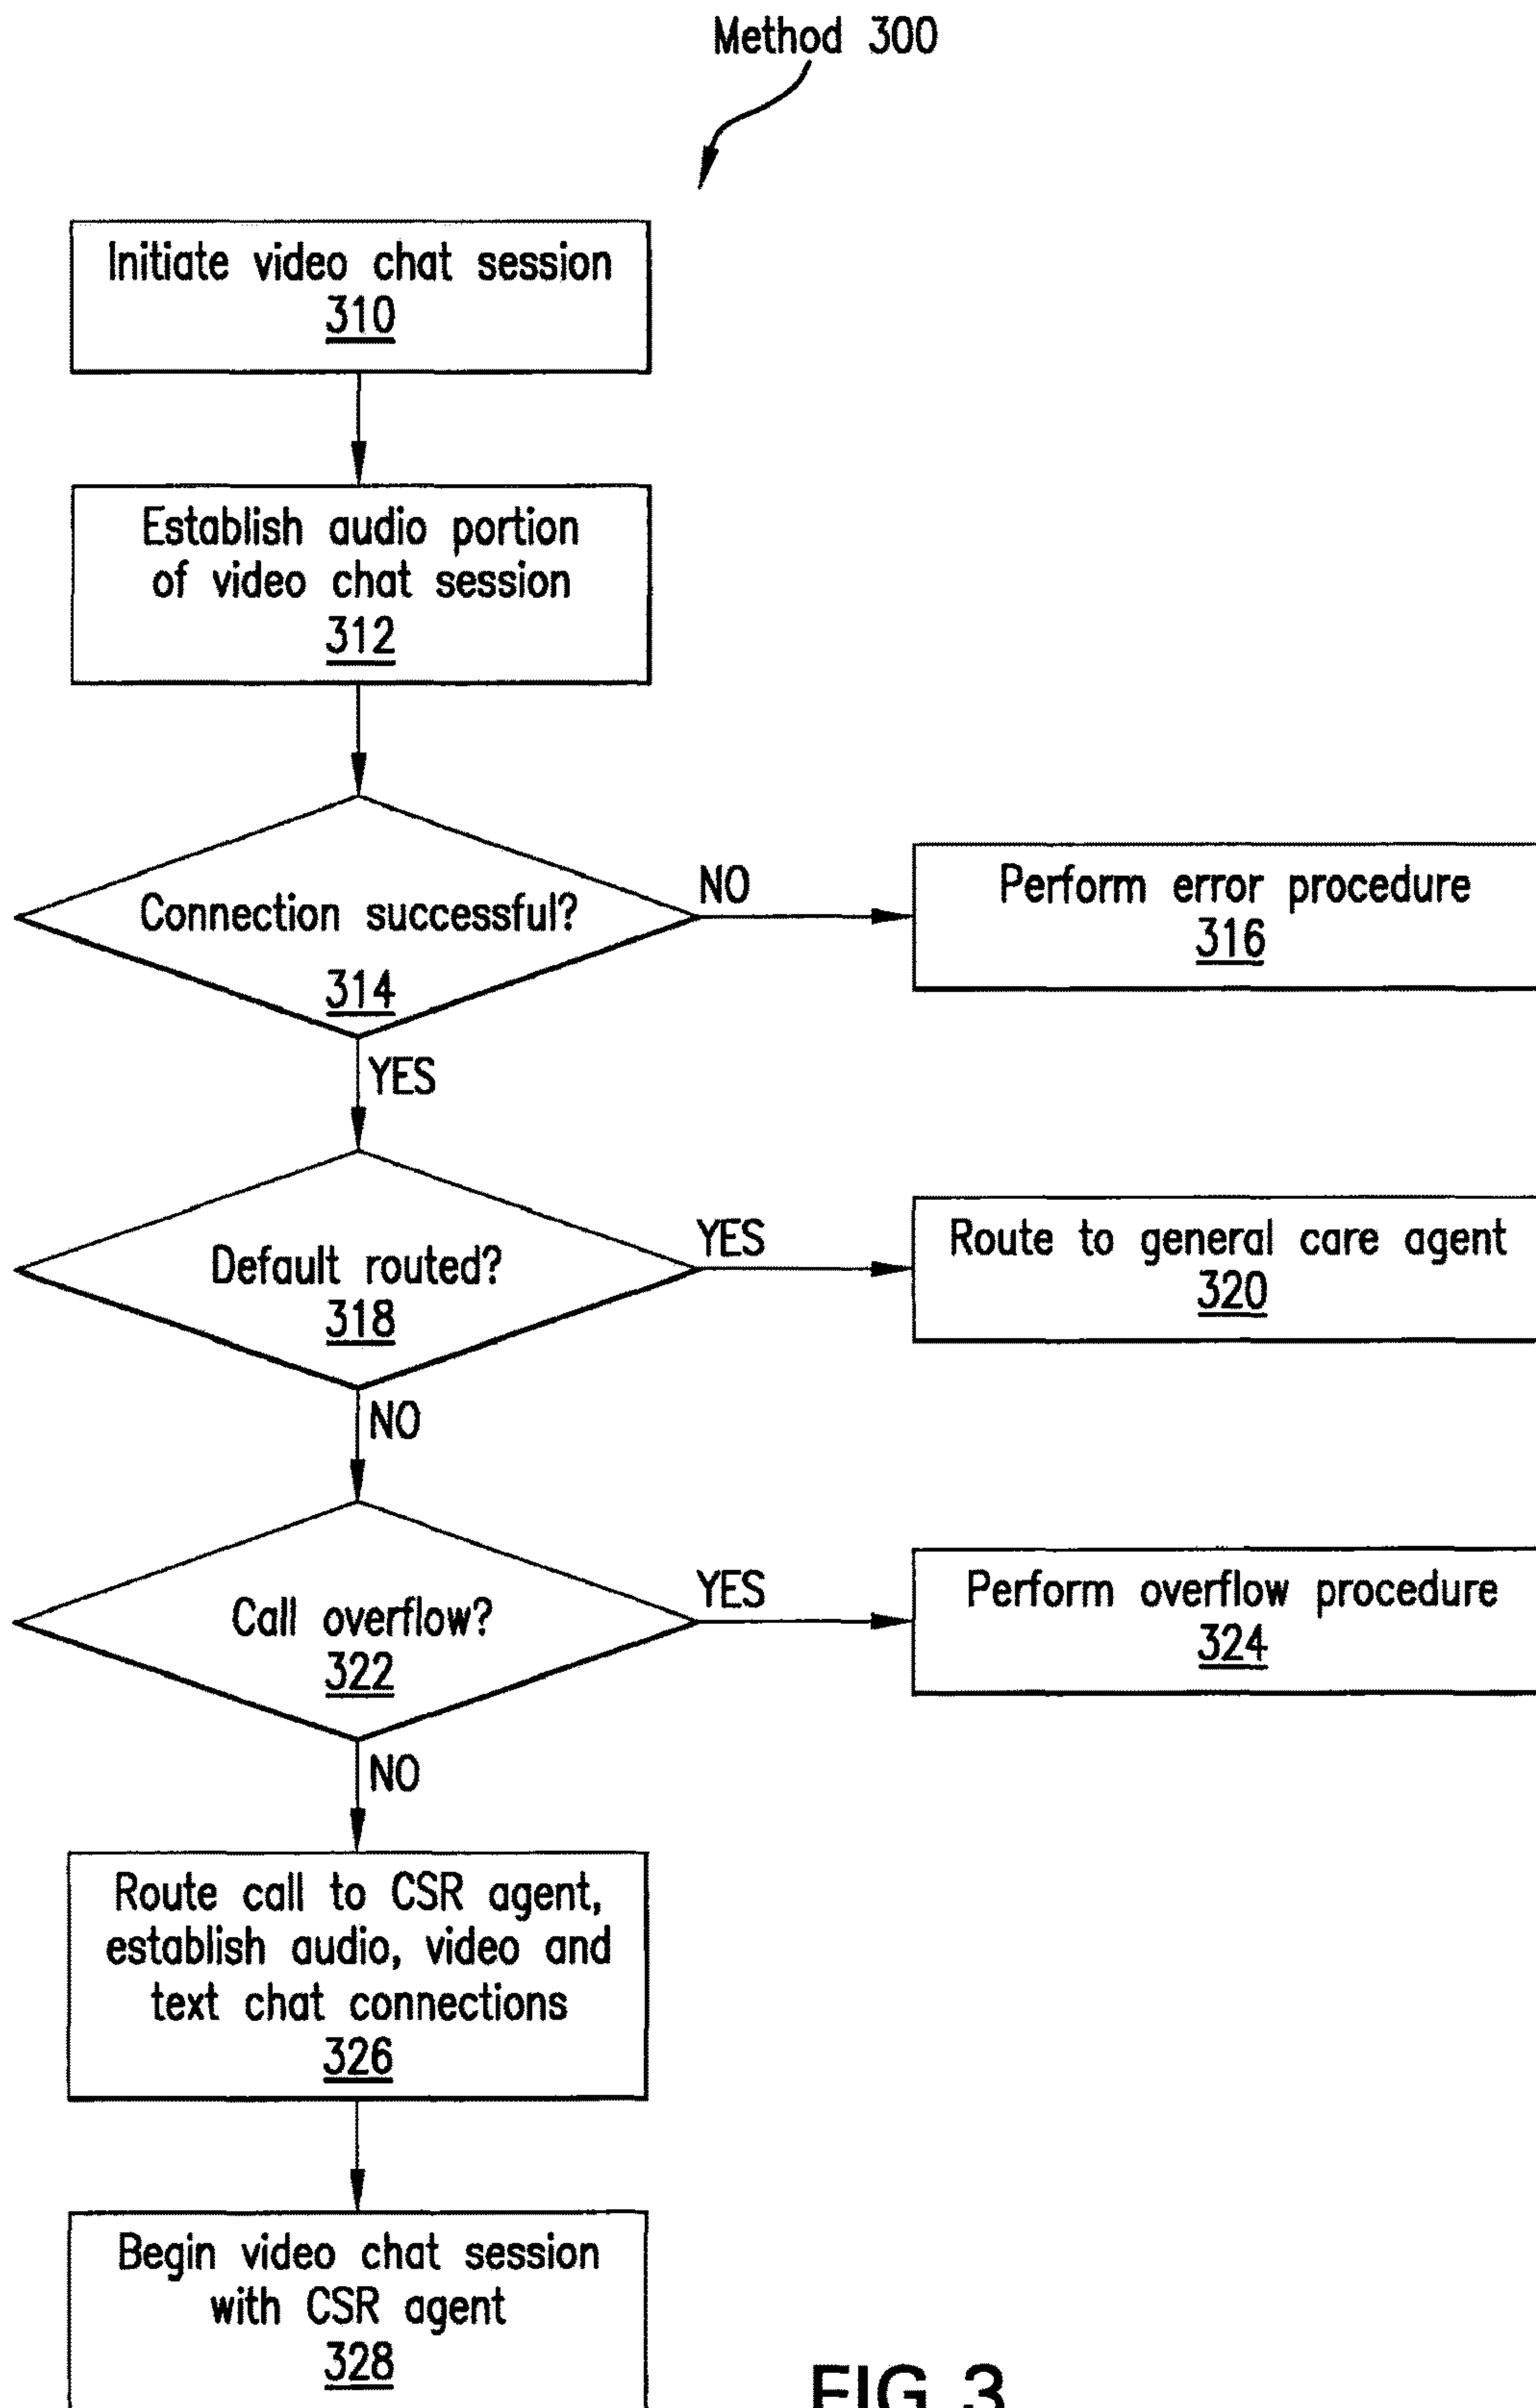 Method 300
Initiate video chat session
310
Establish audio portion
of video chat session
312
Connection successful?
314
NO
Perform error procedure
316
YES
Default routed?
318
YES
Route to general care agent
320
NO
Call overflow?
322
YES
Perform overflow procedure
324
NO
Route call to CSR agent,
establish audio, video and
text chat connections
326
Begin video chat session
with CSR agent
328
FIG.3